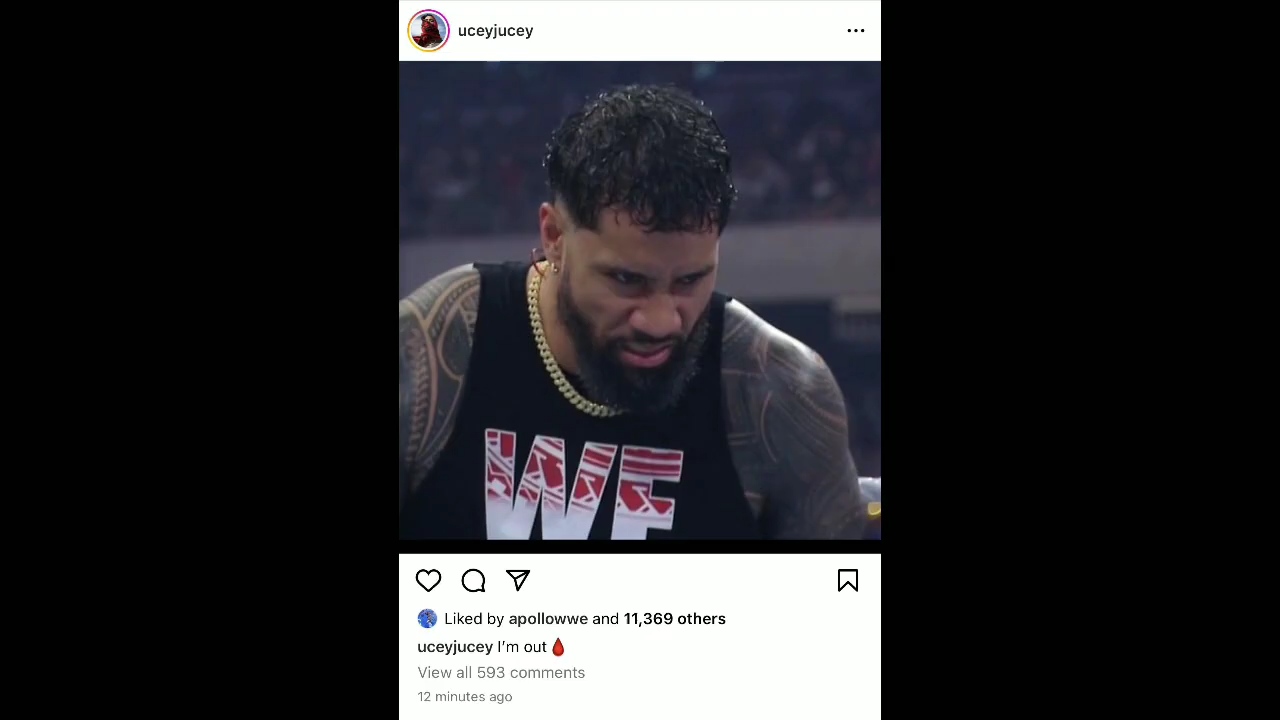 uceyjucey
WE
Liked by apollowwe and 11,369 others
uceyjucey I’m out🩸
View all 593 comments
12 minutes ago